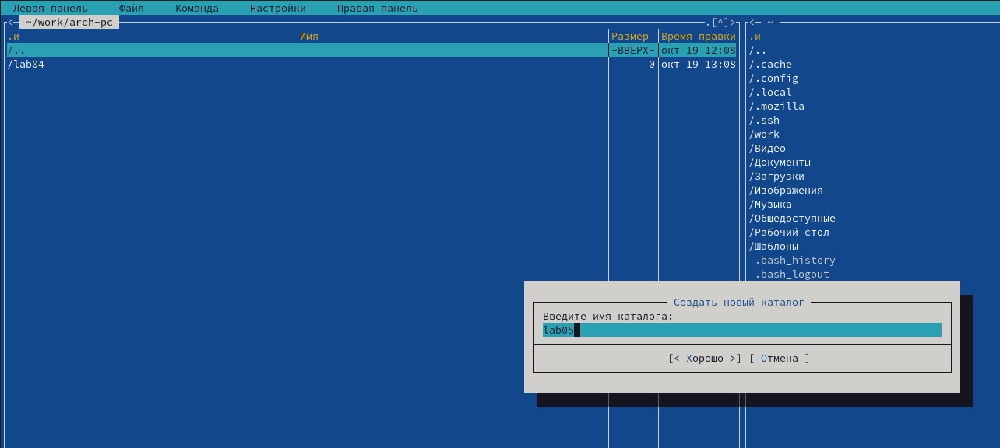 Левая панель Файл Команда Настройки Правая панель
<─ ~/work/arch-pc .[^]>
.и Имя Размер Время правки
/.. -ВВЕРХ- окт 19 12:08
/lab04 0 окт 19 13:08
<─ ~
.и
/..
/.cache
/.config
/.local
/.mozilla
/.ssh
/work
/Видео
/Документы
/Загрузки
/Изображения
/Музыка
/Общедоступные
/Рабочий стол
/Шаблоны
.bash_history
.bash_logout
Создать новый каталог
Введите имя каталога:
lab05
[< Хорошо >] [ Отмена ]